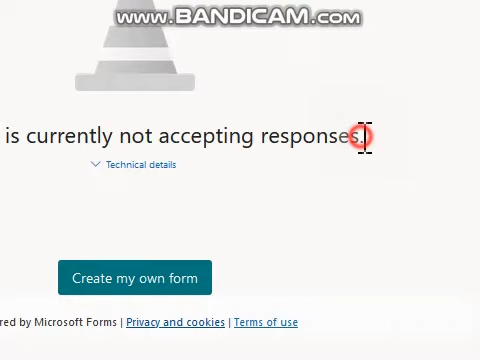 www.BANDICAM.com
is currently not accepting responses.
Technical details
Create my own form
red by Microsoft Forms | Privacy and cookies | Terms of use